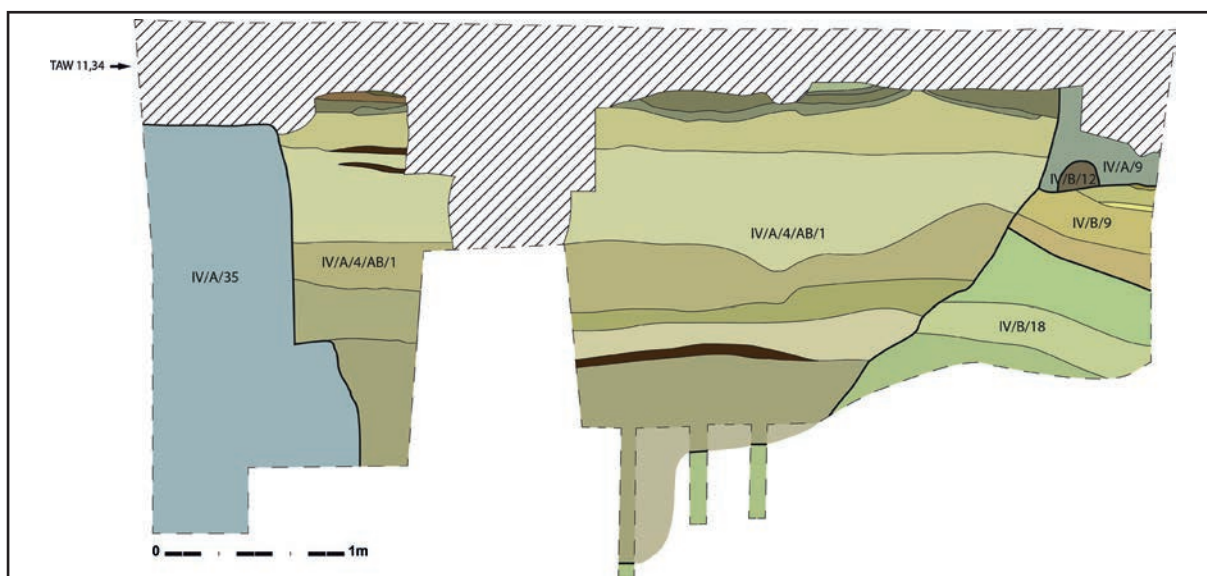 TAW 11,34
IV/A/9
IV/B/12
IV/B/9
IV/A/4/AB/1
IV/A/35
IV/A/4/AB/1
IV/B/18
0
1m